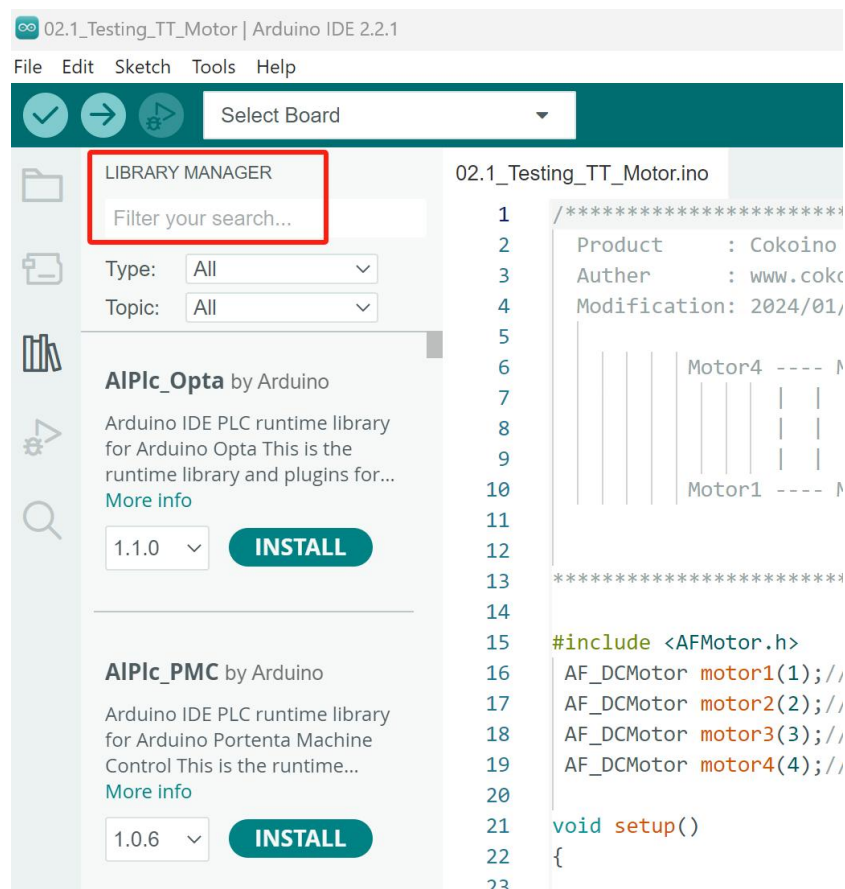 02.1_Testing_TT_Motor | Arduino IDE 2.2.1
File Edit Sketch Tools Help
Select Board
LIBRARY MANAGER
Filter your search...
Type: All
Topic: All
AlPlc_Opta by Arduino
Arduino IDE PLC runtime library
for Arduino Opta This is the
runtime library and plugins for...
More info
1.1.0 INSTALL
AlPlc_PMC by Arduino
Arduino IDE PLC runtime library
for Arduino Portenta Machine
Control This is the runtime...
More info
1.0.6 INSTALL
02.1_Testing_TT_Motor.ino
1 /************************
2 Product : Cokoino
3 Auther : www.coko
4 Modification: 2024/01/
5
6 Motor4 ---- M
7 | |
8 | |
9 | |
10 Motor1 ---- M
11
12
13 ************************
14
15 #include <AFMotor.h>
16 AF_DCMotor motor1(1);//
17 AF_DCMotor motor2(2);//
18 AF_DCMotor motor3(3);//
19 AF_DCMotor motor4(4);//
20
21 void setup()
22 {
23